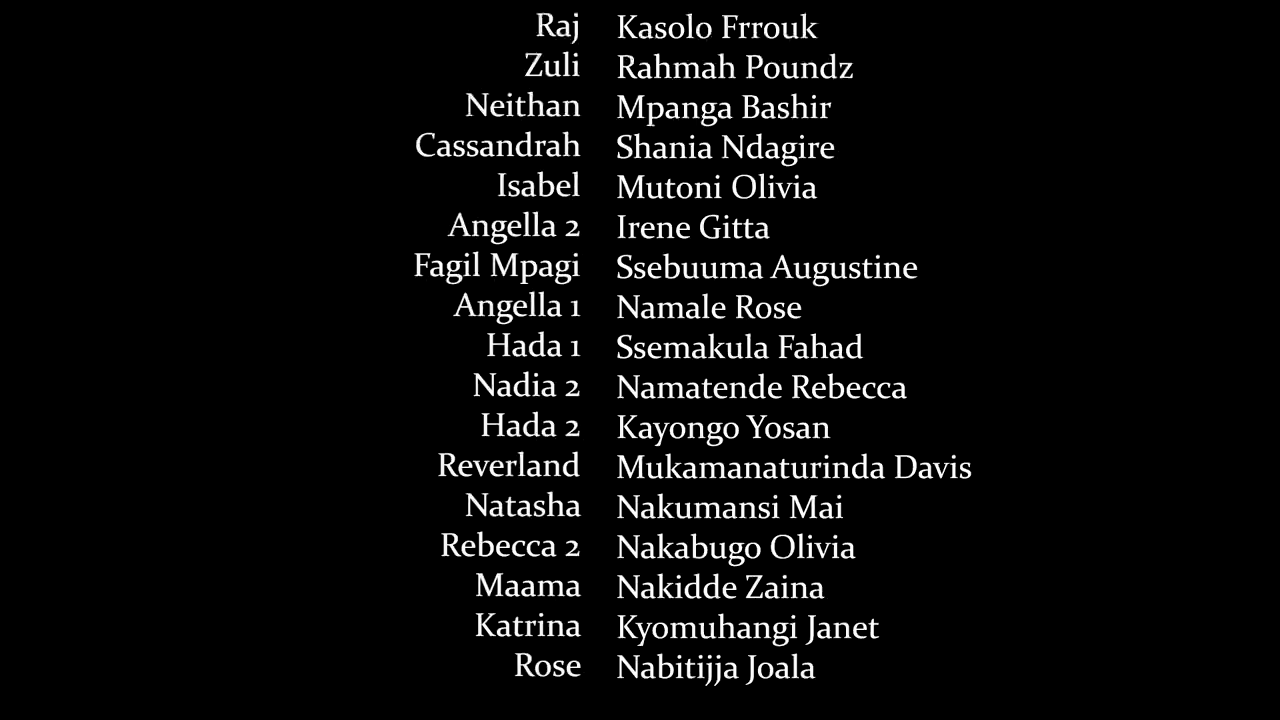 Raj Kasolo Frrouk
Zuli Rahmah Poundz
Neithan Mpanga Bashir
Cassandrah Shania Ndagire
Isabel Mutoni Olivia
Angella 2 Irene Gitta
Fagil Mpagi Ssebuuma Augustine
Angella 1 Namale Rose
Hada 1 Ssemakula Fahad
Nadia 2 Namatende Rebecca
Hada 2 Kayongo Yosan
Reverland Mukamanaturinda Davis
Natasha Nakumansi Mai
Rebecca 2 Nakabugo Olivia
Maama Nakidde Zaina
Katrina Kyomuhangi Janet
Rose Nabitijja Joala